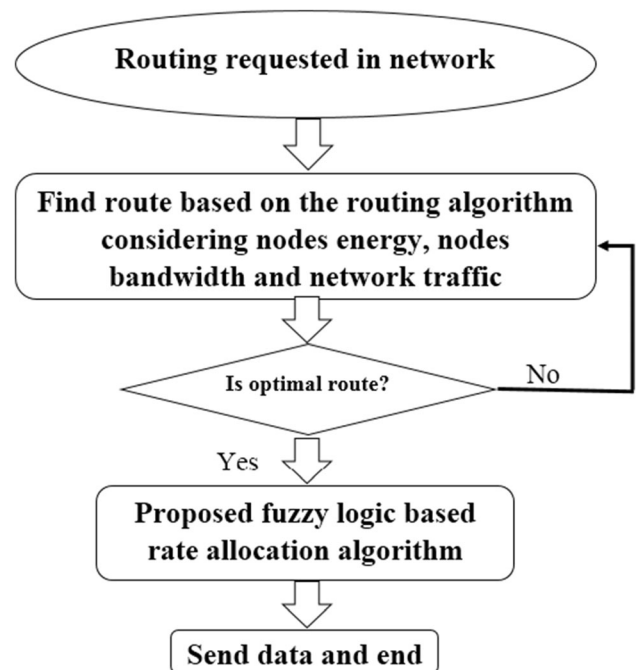 Routing requested in network
Find route based on the routing algorithm
considering nodes energy, nodes
bandwidth and network traffic
Is optimal route?
No
Yes
Proposed fuzzy logic based
rate allocation algorithm
Send data and end